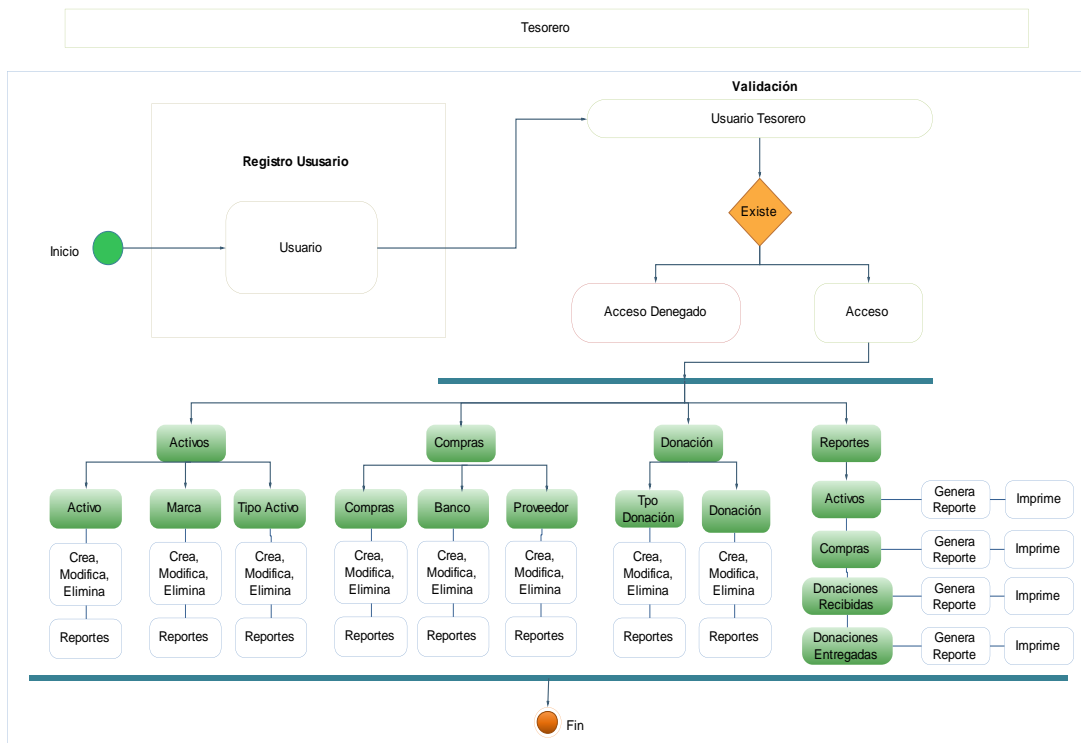 Tesorero
Validación
Usuario Tesorero
Registro Ususario
Existe
Inicio
Usuario
Acceso Denegado
Acceso
Activos
Compras
Donación
Reportes
Activo
Marca
Tipo Activo
Compras
Banco
Proveedor
Tpo
Donación
Donación
Activos
Genera
Reporte
Imprime
Crea,
Modifica,
Elimina
Crea,
Modifica,
Elimina
Crea,
Modifica,
Elimina
Crea,
Modifica,
Elimina
Crea,
Modifica,
Elimina
Crea,
Modifica,
Elimina
Crea,
Modifica,
Elimina
Crea,
Modifica,
Elimina
Compras
Genera
Reporte
Imprime
Donaciones
Recibidas
Genera
Reporte
Imprime
Reportes
Reportes
Reportes
Reportes
Reportes
Reportes
Reportes
Reportes
Donaciones
Entregadas
Genera
Reporte
Imprime
Fin